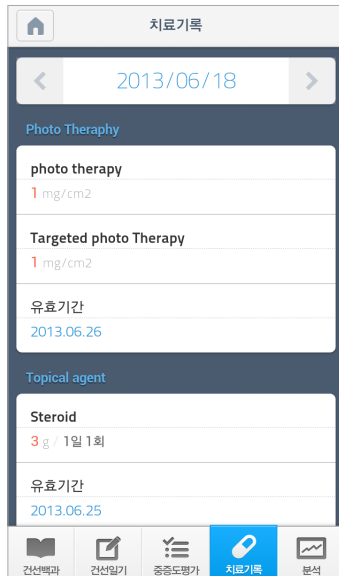 치료기록
2013/06/18
Photo Theraphy
photo therapy
1 mg/cm2
Targeted photo Therapy
1 mg/cm2
유효기간
2013.06.26
Topical agent
Steroid
3 g / 1일 1회
유효기간
2013.06.25
건선백과 건선일기 중증도평가 치료기록 분석